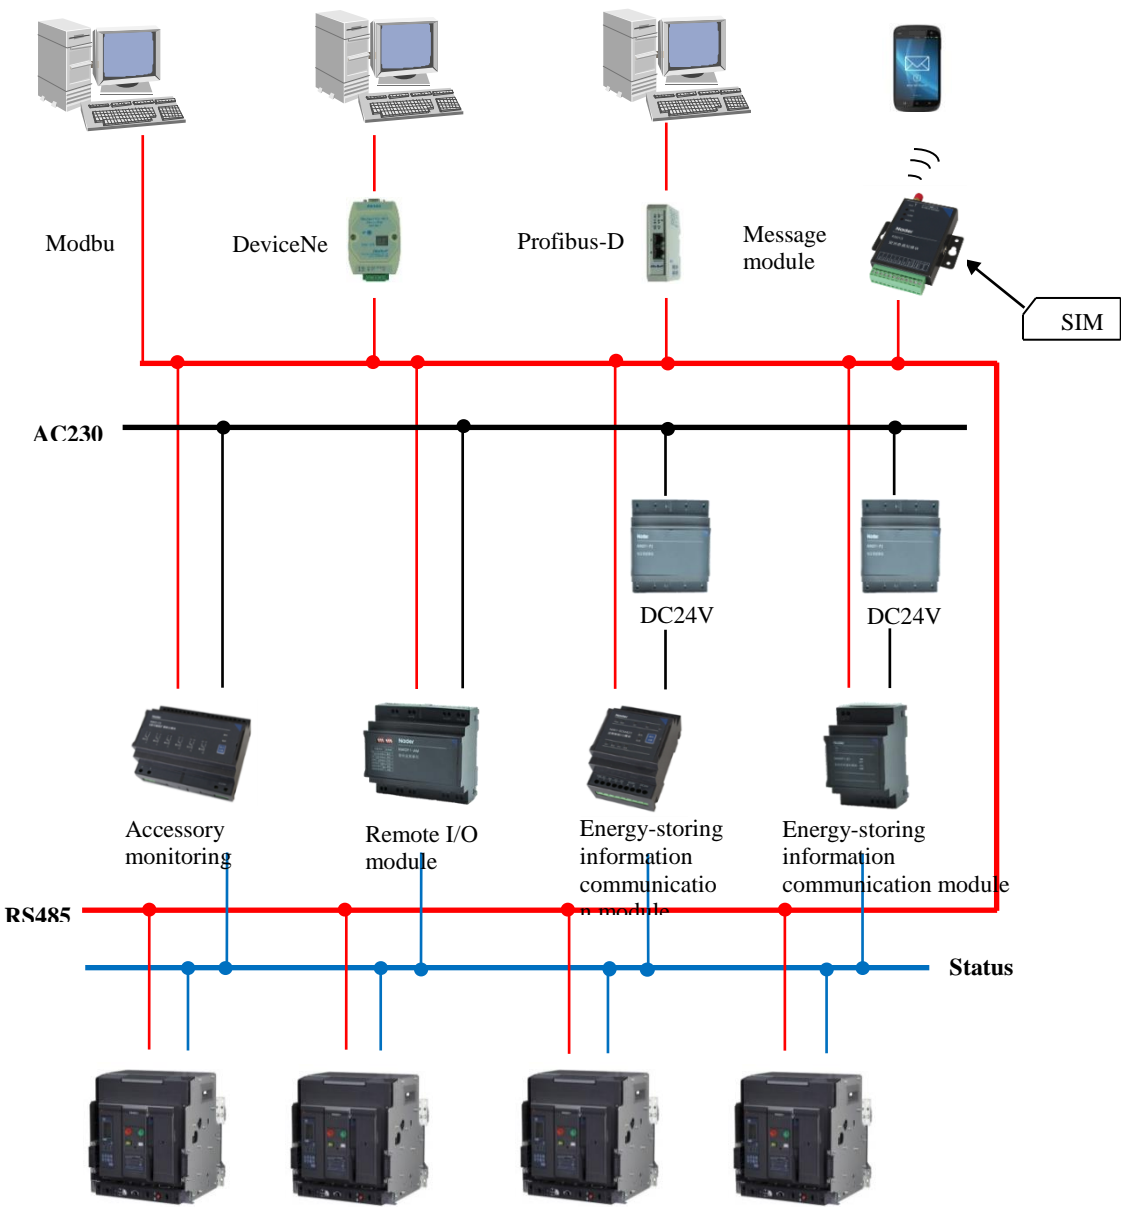 Modbu
DeviceNe
Profibus-D
Message
module
SIM
AC230
DC24V
DC24V
Accessory
monitoring
Remote I/O
module
Energy-storing
information
communicatio
n module
Energy-storing
information
communication module
RS485
Status